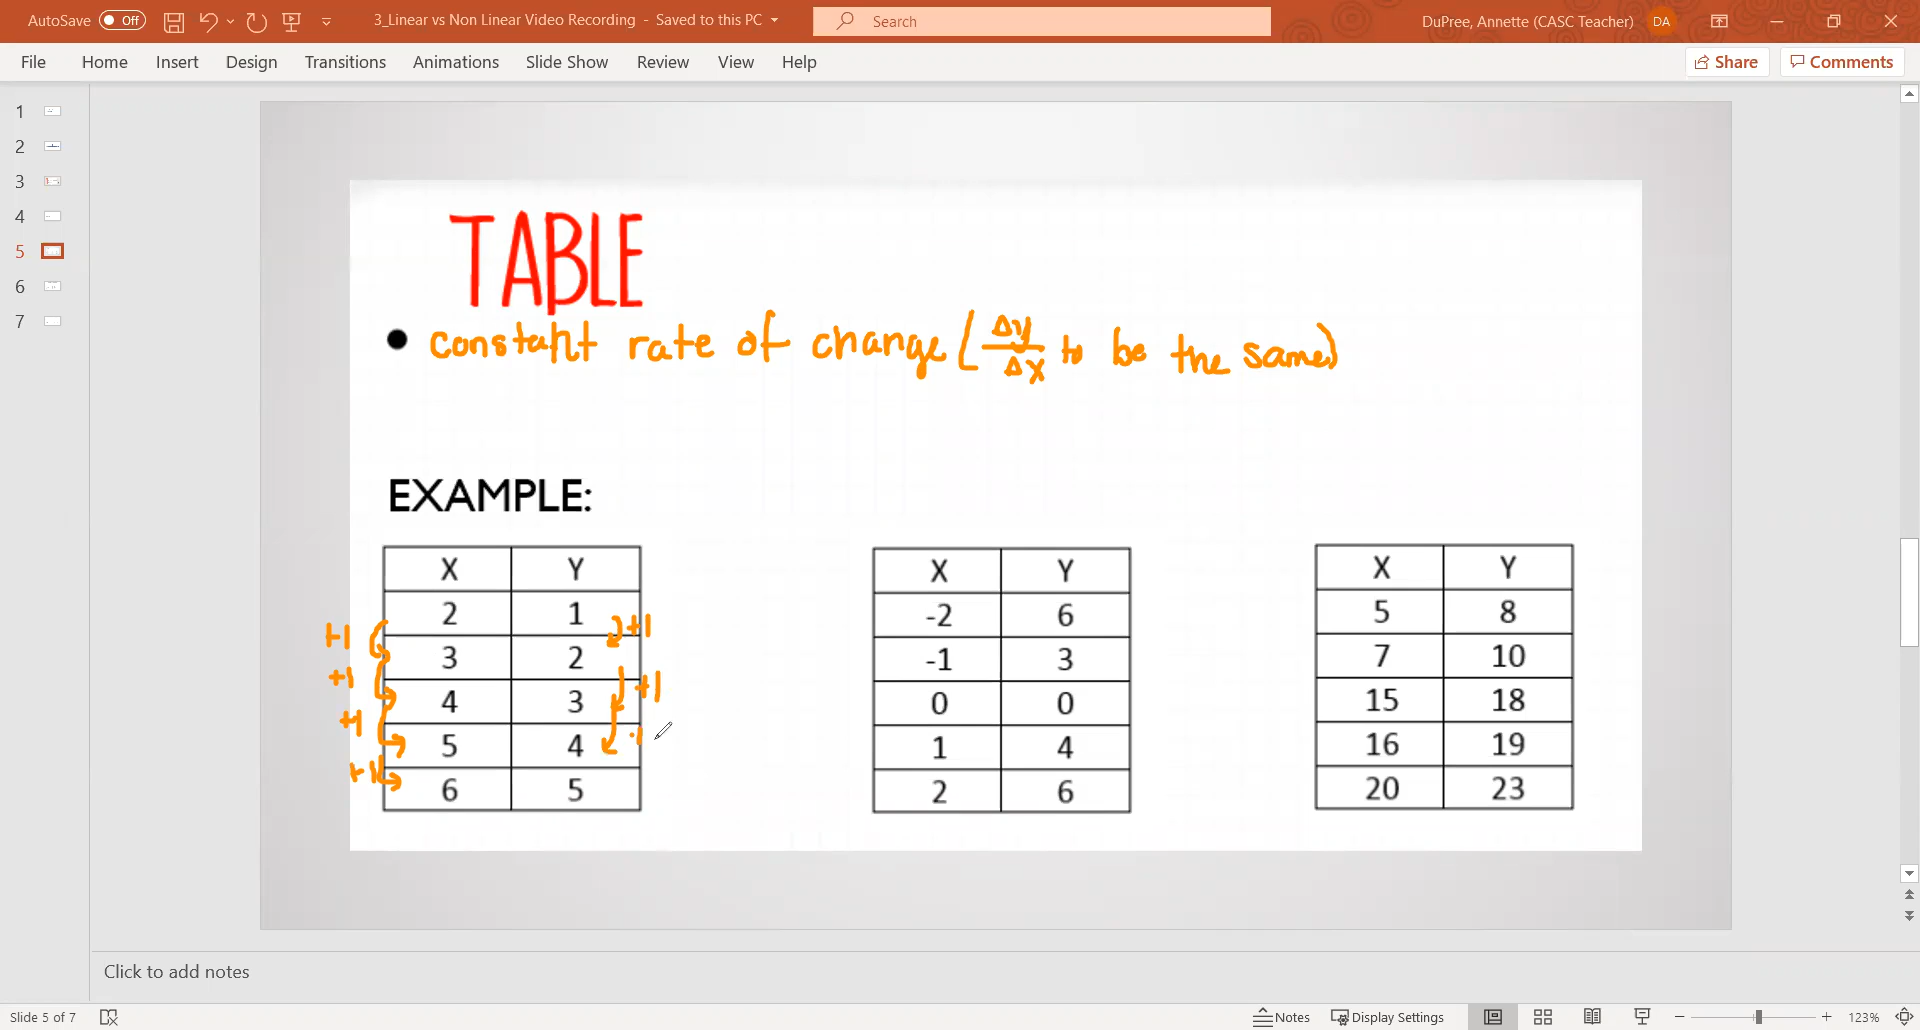 AutoSave Off 3_Linear vs Non Linear Video Recording - Saved to this PC Search DuPree, Annette (CASC Teacher) DA
File Home Insert Design Transitions Animations Slide Show Review View Help Share Comments
1
2
3
4
5
6
7
TABLE
• constant rate of change (Δy/Δx to be the same)
EXAMPLE:
X Y
2 1
+1 +1
3 2
+1 +1
4 3
+1
5 4
+1
6 5
X Y
-2 6
-1 3
0 0
1 4
2 6
X Y
5 8
7 10
15 18
16 19
20 23
Click to add notes
Slide 5 of 7 Notes Display Settings 123%